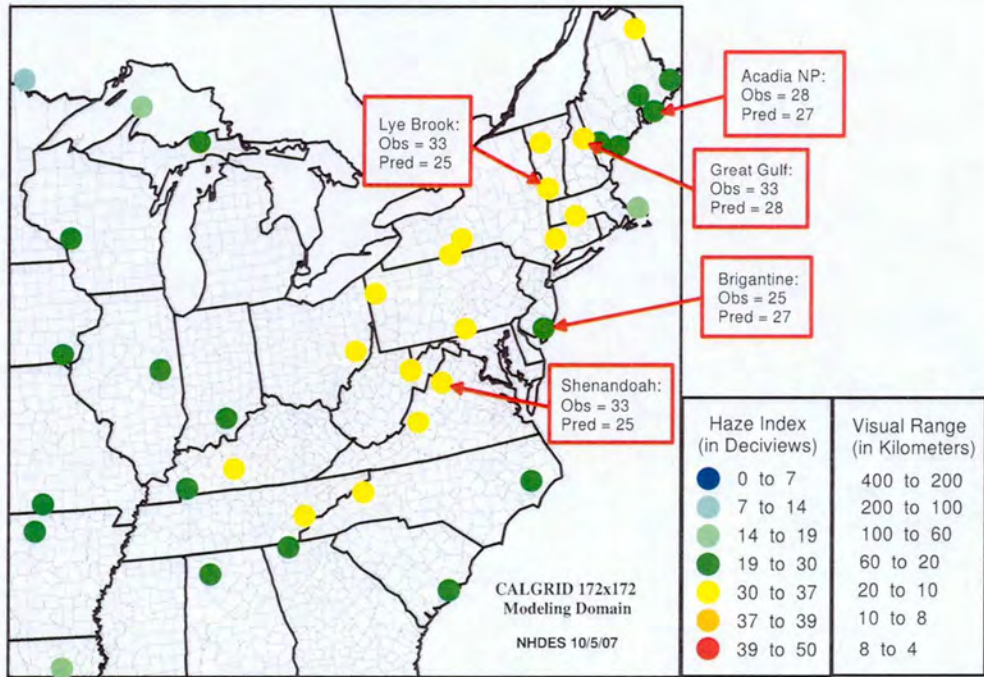 Acadia NP:
Obs = 28
Pred = 27
Lye Brook:
Obs = 33
Pred = 25
Great Gulf:
Obs = 33
Pred = 28
Brigantine:
Obs = 25
Pred = 27
Shenandoah:
Obs = 33
Pred = 25
CALGRID 172x172
Modeling Domain
NHDES 10/5/07
Haze Index
(in Deciviews)
0 to 7
7 to 14
14 to 19
19 to 30
30 to 37
37 to 39
39 to 50
Visual Range
(in Kilometers)
400 to 200
200 to 100
100 to 60
60 to 20
20 to 10
10 to 8
8 to 4